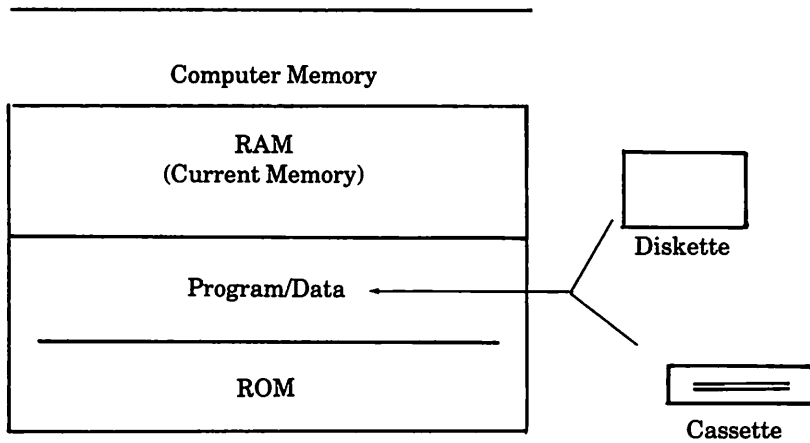 Computer Memory
RAM
(Current Memory)
Diskette
Program/Data
ROM
Cassette